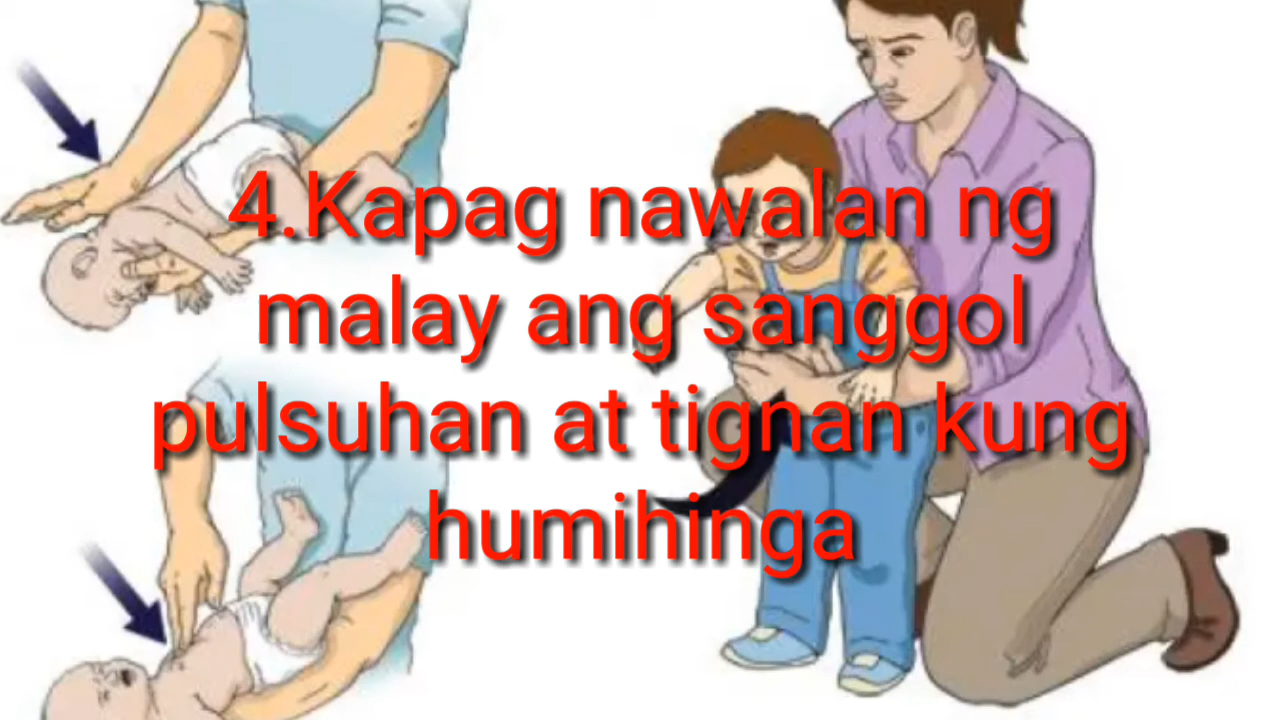 4.Kapag nawalan ng
malay ang sanggol
pulsuhan at tignan kung
humihinga